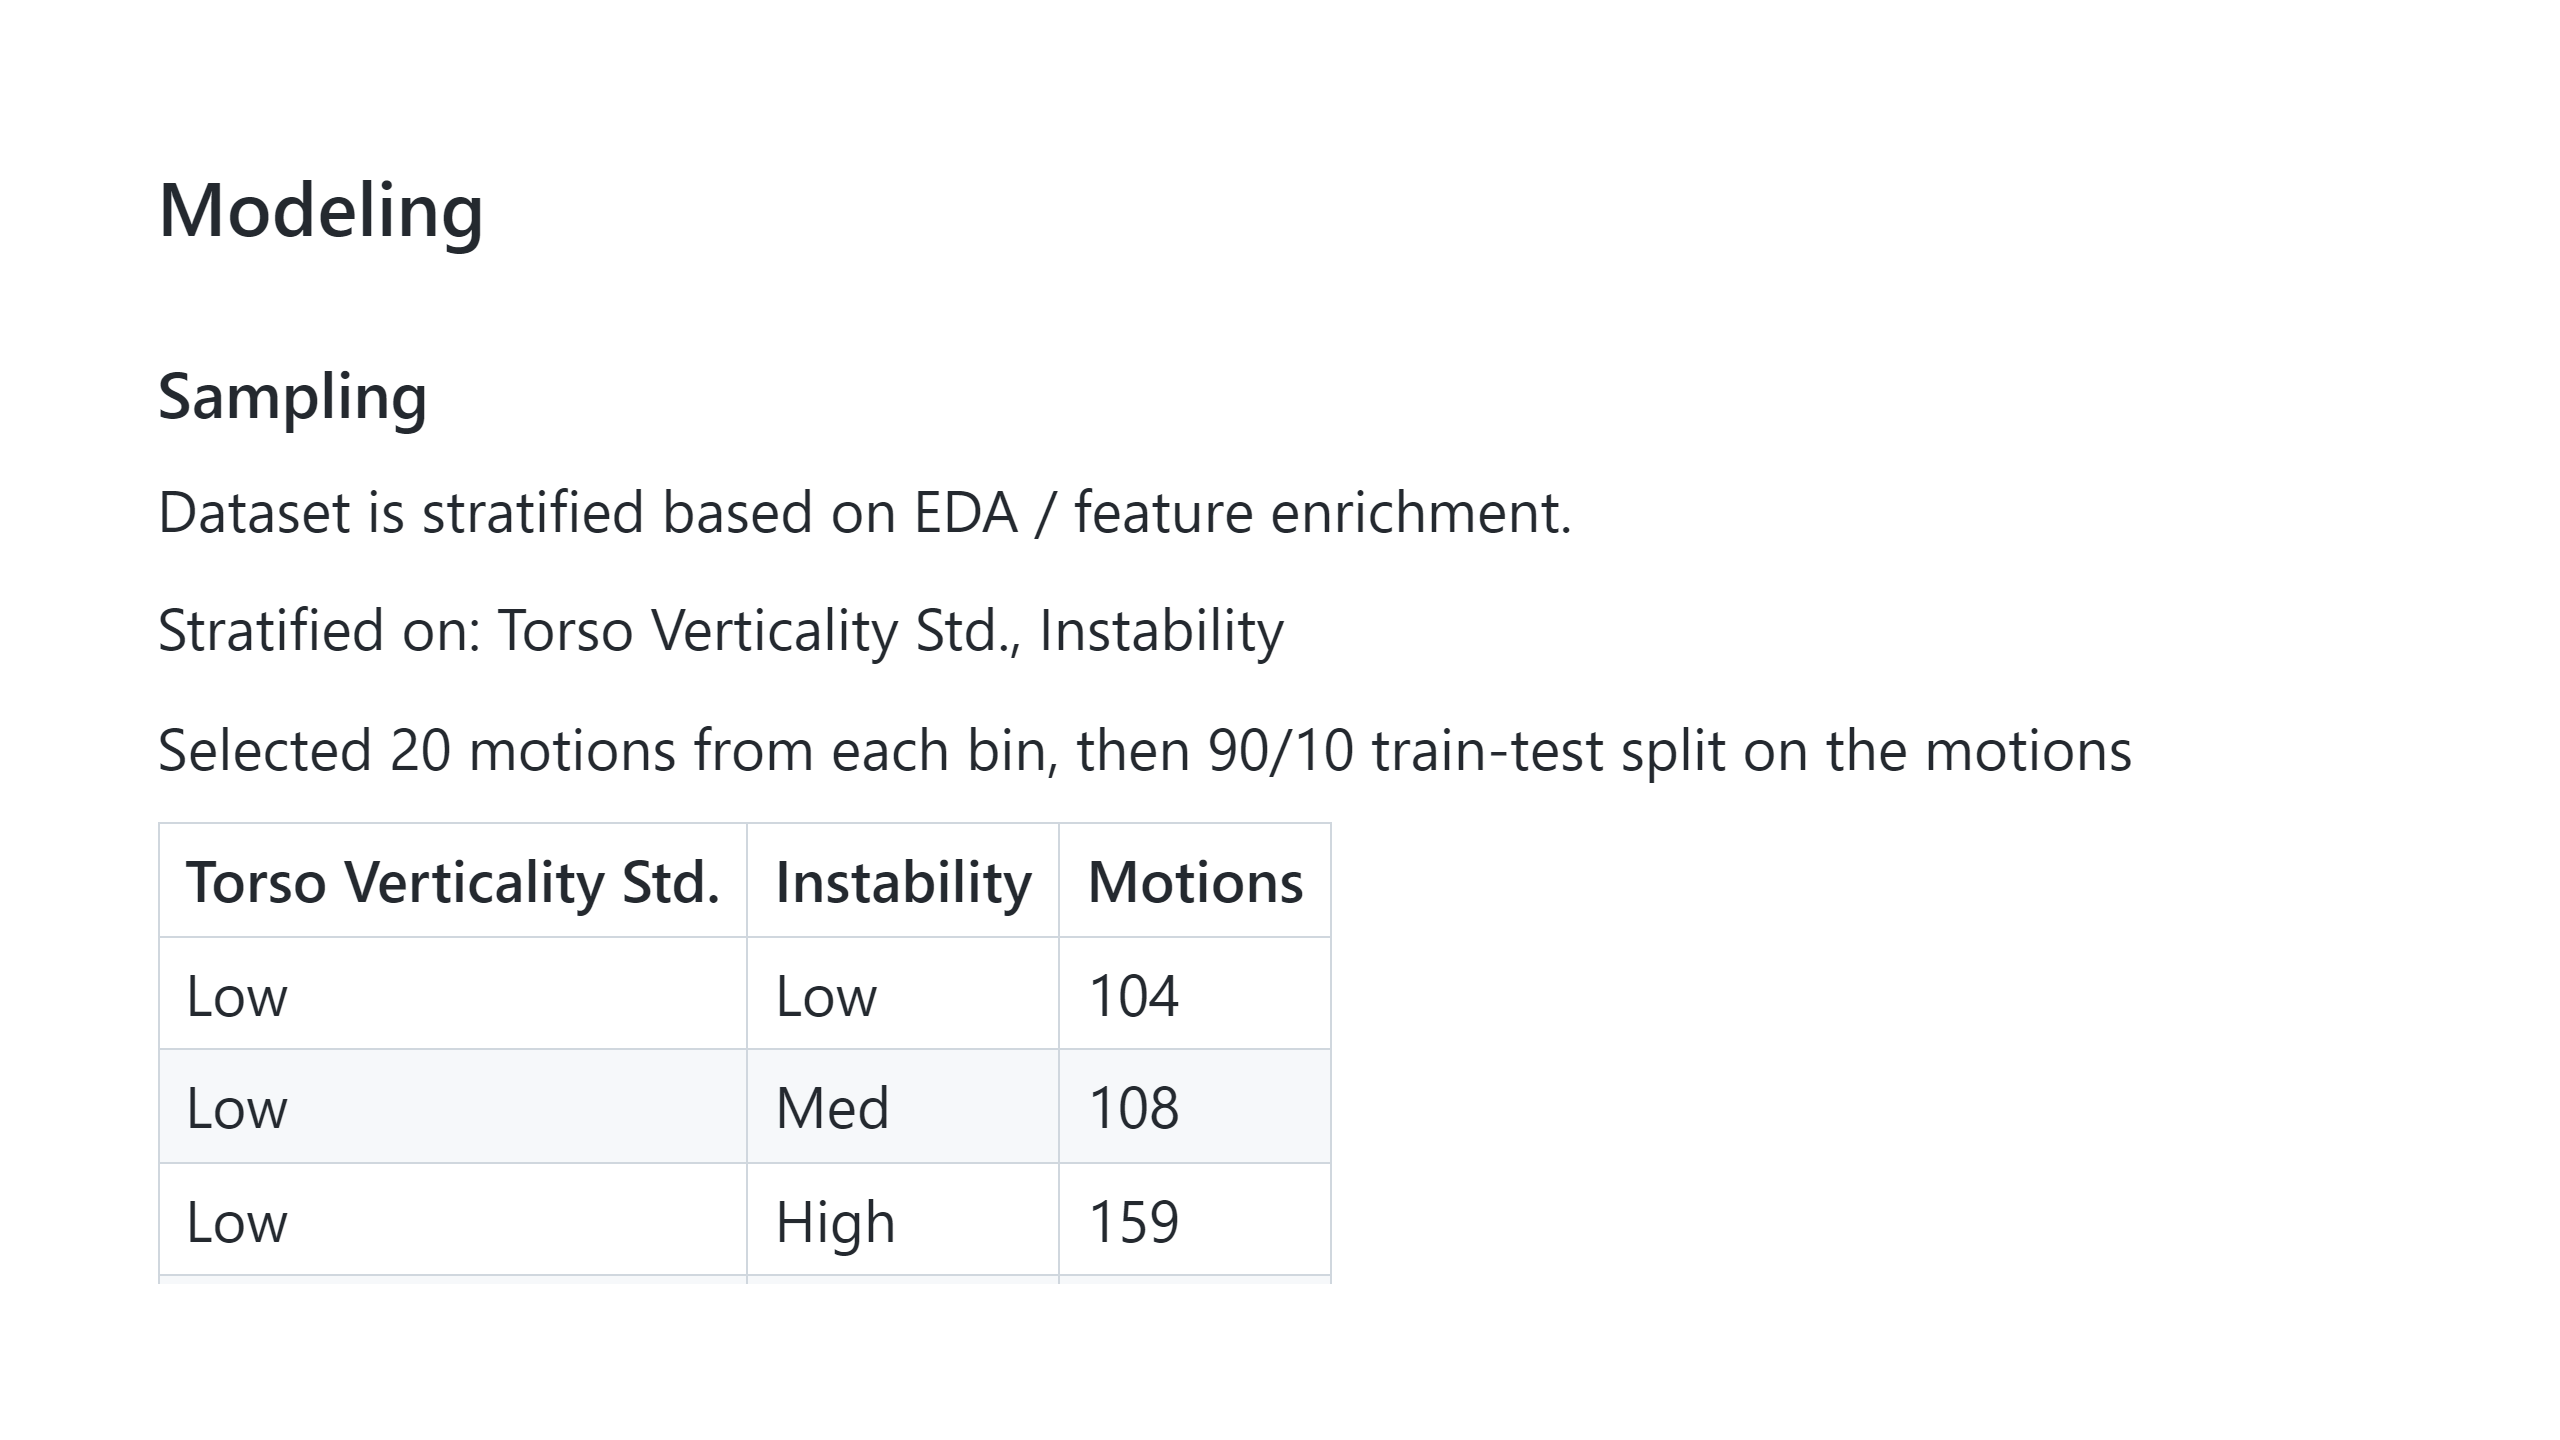 Modeling
Sampling
Dataset is stratified based on EDA / feature enrichment.
Stratified on: Torso Verticality Std., Instability
Selected 20 motions from each bin, then 90/10 train-test split on the motions
Torso Verticality Std. Instability Motions
Low Low 104
Low Med 108
Low High 159